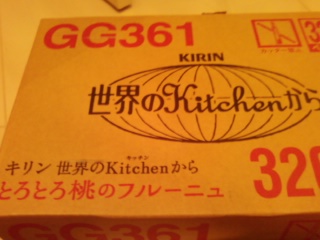 GG361
KIRIN
世界のKitchenから
キッチン
キリン 世界のKitchenから
とろとろ桃のフルーニュ
GG361